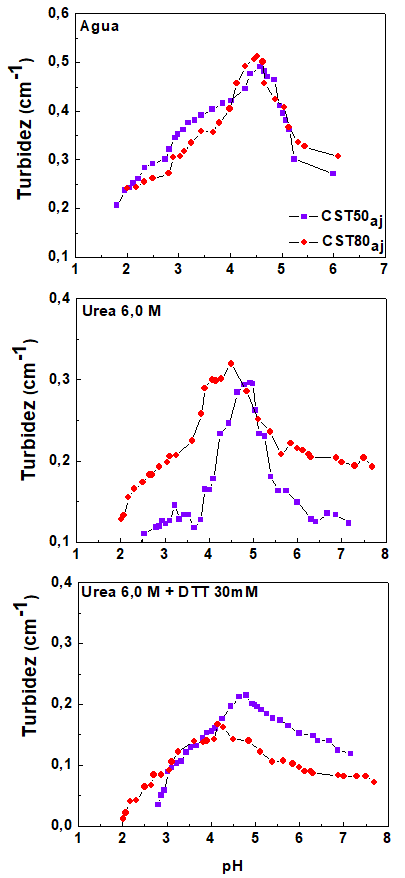 0,6
Agua
0,5
0,4
0,3
0,2
0,1
Turbidez (cm-1)
CST50aj
CST80aj
1 2 3 4 5 6 7
0,4
Urea 6,0 M
0,3
0,2
0,1
Turbidez (cm-1)
1 2 3 4 5 6 7 8
0,4
Urea 6,0 M + DTT 30mM
0,3
0,2
0,1
0,0
Turbidez (cm-1)
1 2 3 4 5 6 7 8
pH